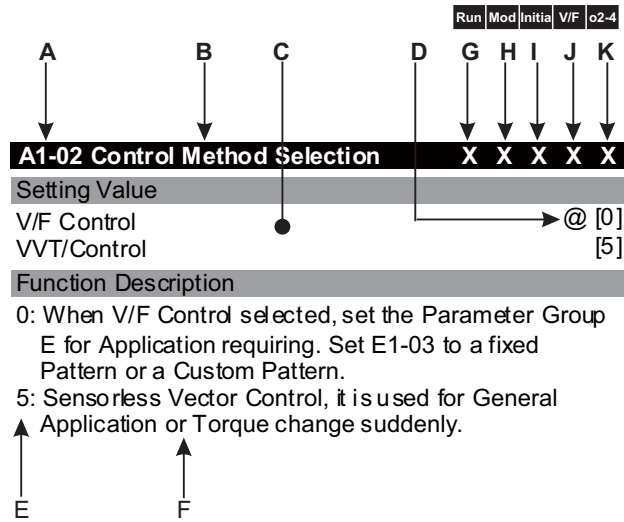 Run Mod Initia V/F o2-4
A B C D G H I J K
A1-02 Control Method Selection X X X X X
Setting Value
V/F Control @ [0]
VVT/Control [5]
Function Description
0: When V/F Control selected, set the Parameter Group
E for Application requiring. Set E1-03 to a fixed
Pattern or a Custom Pattern.
5: Sensorless Vector Control, it is used for General
Application or Torque change suddenly.
E F